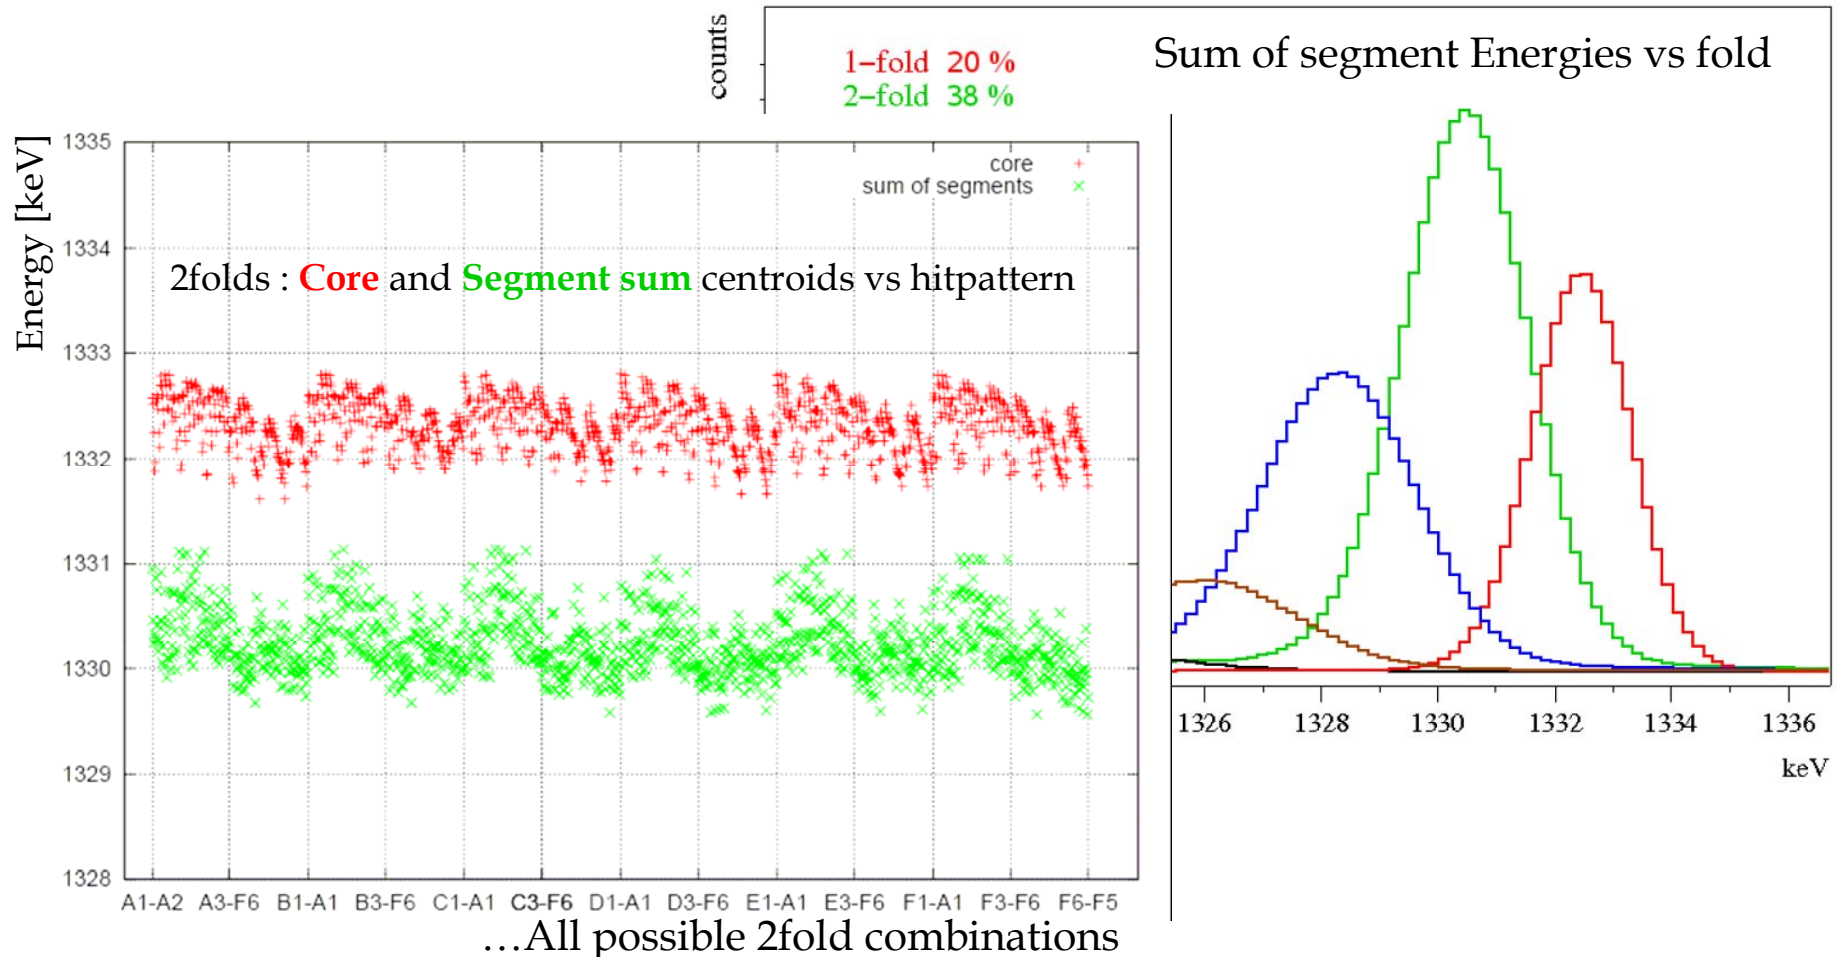 counts
1−fold 20 %
2−fold 38 %
Sum of segment Energies vs fold
Energy [keV]
1335
1334
1333
1332
1331
1330
1329
1328
core
sum of segments
2folds : Core and Segment sum centroids vs hitpattern
A1-A2 A3-F6 B1-A1 B3-F6 C1-A1 C3-F6 D1-A1 D3-F6 E1-A1 E3-F6 F1-A1 F3-F6 F6-F5
…All possible 2fold combinations
1326 1328 1330 1332 1334 1336
keV